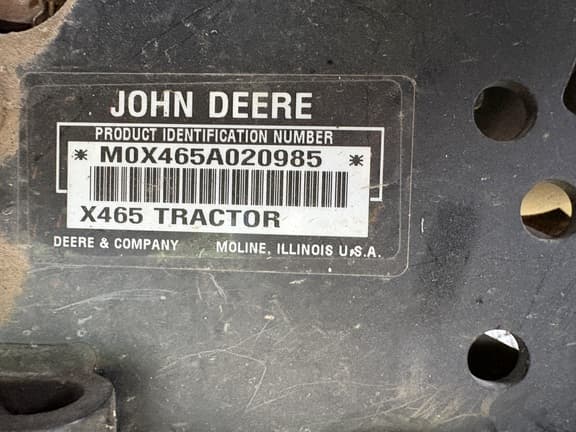 JOHN DEERE
PRODUCT IDENTIFICATION NUMBER
* M0X465A020985 *
X465 TRACTOR
DEERE & COMPANY MOLINE, ILLINOIS U.S.A.